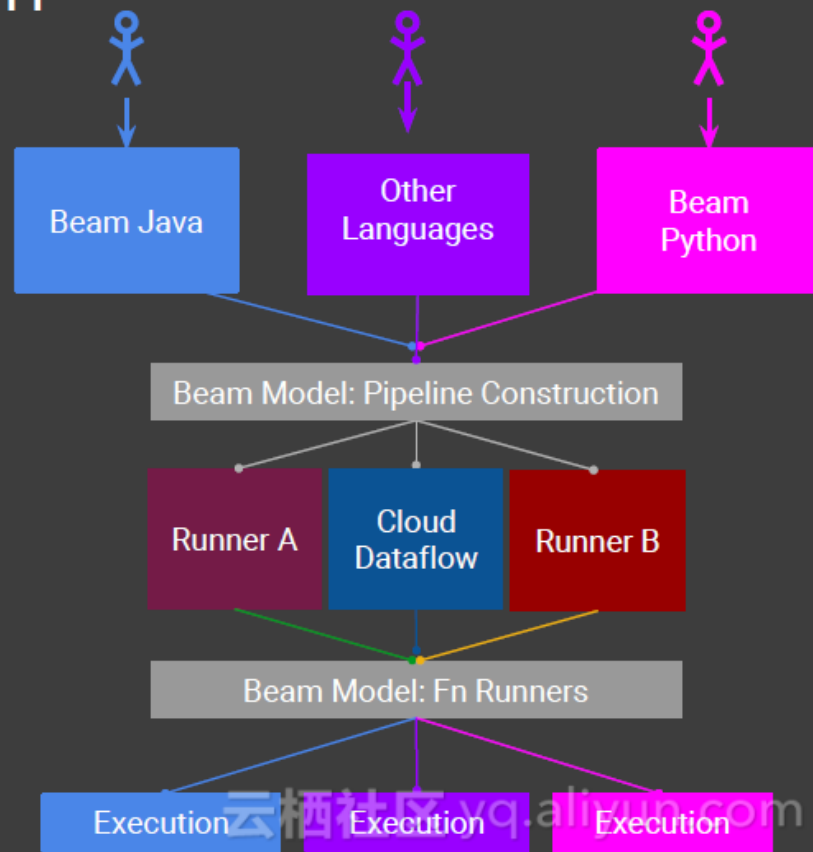 Beam Java
Other
Languages
Beam
Python
Beam Model: Pipeline Construction
Runner A
Cloud
Dataflow
Runner B
Beam Model: Fn Runners
Execution
Execution
Execution
云栖社区 yq.aliyun.com